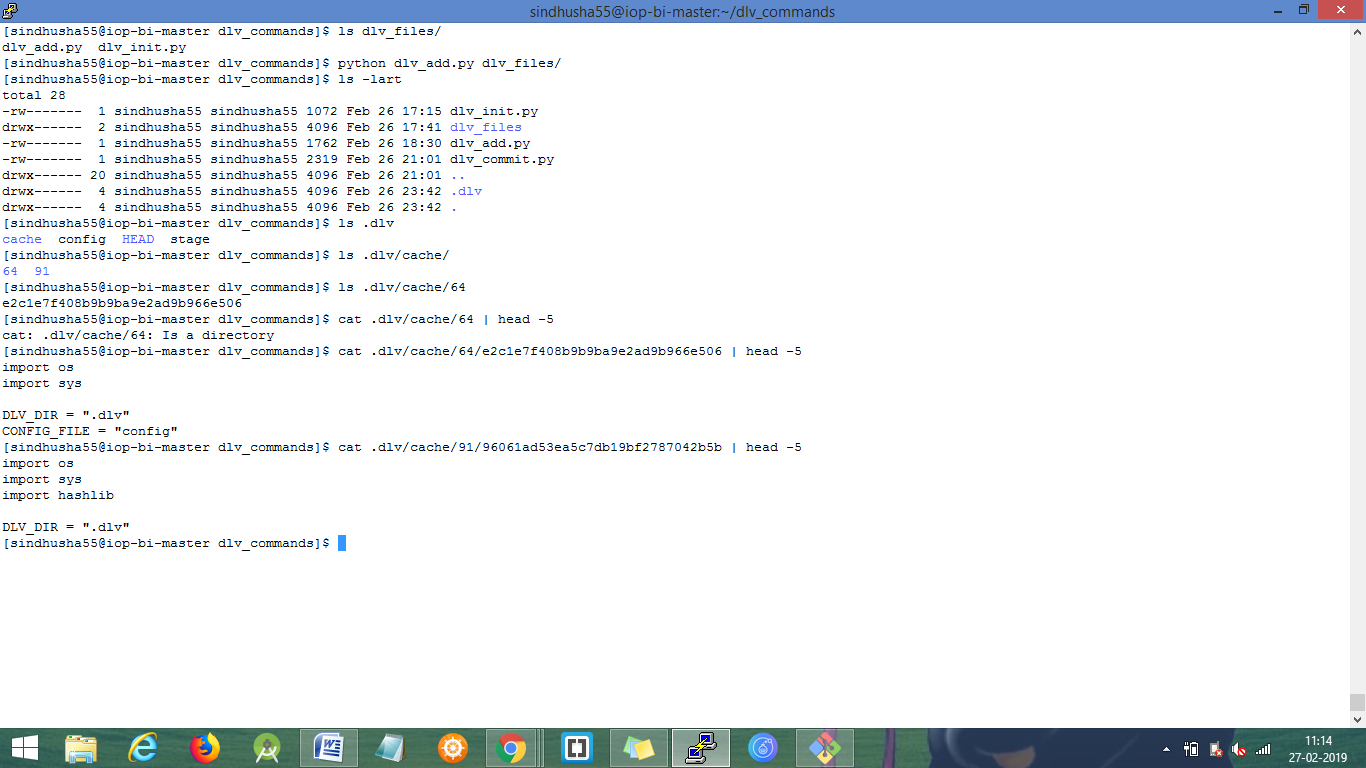 sindhusha55@iop-bi-master:~/dlv_commands
[sindhusha55@iop-bi-master dlv_commands]$ ls dlv_files/
dlv_add.py  dlv_init.py
[sindhusha55@iop-bi-master dlv_commands]$ python dlv_add.py dlv_files/
[sindhusha55@iop-bi-master dlv_commands]$ ls -lart
total 28
-rw-------  1 sindhusha55 sindhusha55 1072 Feb 26 17:15 dlv_init.py
drwx------  2 sindhusha55 sindhusha55 4096 Feb 26 17:41 dlv_files
-rw-------  1 sindhusha55 sindhusha55 1762 Feb 26 18:30 dlv_add.py
-rw-------  1 sindhusha55 sindhusha55 2319 Feb 26 21:01 dlv_commit.py
drwx------ 20 sindhusha55 sindhusha55 4096 Feb 26 21:01 ..
drwx------  4 sindhusha55 sindhusha55 4096 Feb 26 23:42 .dlv
drwx------  4 sindhusha55 sindhusha55 4096 Feb 26 23:42 .
[sindhusha55@iop-bi-master dlv_commands]$ ls .dlv
cache  config  HEAD  stage
[sindhusha55@iop-bi-master dlv_commands]$ ls .dlv/cache/
64  91
[sindhusha55@iop-bi-master dlv_commands]$ ls .dlv/cache/64
e2c1e7f408b9b9ba9e2ad9b966e506
[sindhusha55@iop-bi-master dlv_commands]$ cat .dlv/cache/64 | head -5
cat: .dlv/cache/64: Is a directory
[sindhusha55@iop-bi-master dlv_commands]$ cat .dlv/cache/64/e2c1e7f408b9b9ba9e2ad9b966e506 | head -5
import os
import sys

DLV_DIR = ".dlv"
CONFIG_FILE = "config"
[sindhusha55@iop-bi-master dlv_commands]$ cat .dlv/cache/91/96061ad53ea5c7db19bf2787042b5b | head -5
import os
import sys
import hashlib

DLV_DIR = ".dlv"
[sindhusha55@iop-bi-master dlv_commands]$
11:14
27-02-2019